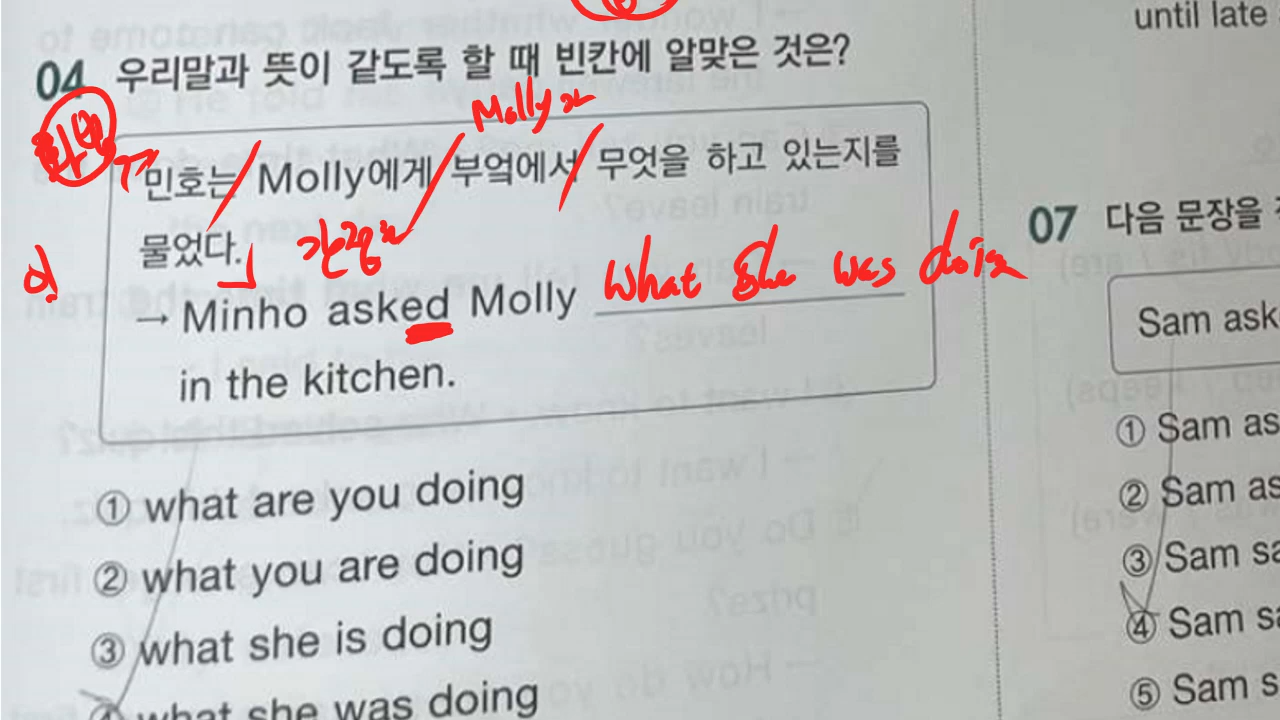 until late
04 우리말과 뜻이 같도록 할 때 빈칸에 알맞은 것은?
화법
Molly가
민호는 Molly에게 부엌에서 무엇을 하고 있는지를
물었다.
→ Minho asked Molly what she was doing
in the kitchen.
① what are you doing
② what you are doing
③ what she is doing
④ what she was doing
07 다음 문장을
Sam ask
① Sam as
② Sam as
③ Sam sa
④ Sam sa
⑤ Sam s